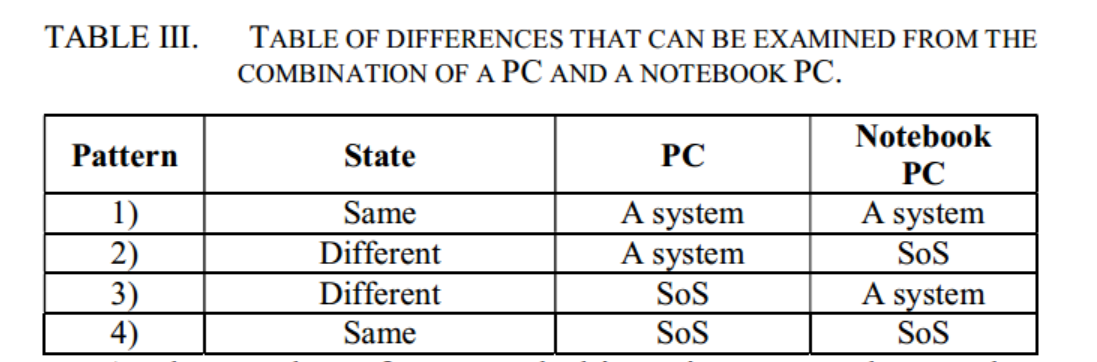 TABLE III. TABLE OF DIFFERENCES THAT CAN BE EXAMINED FROM THE
COMBINATION OF A PC AND A NOTEBOOK PC.
Pattern State PC Notebook PC
1) Same A system A system
2) Different A system SoS
3) Different SoS A system
4) Same SoS SoS